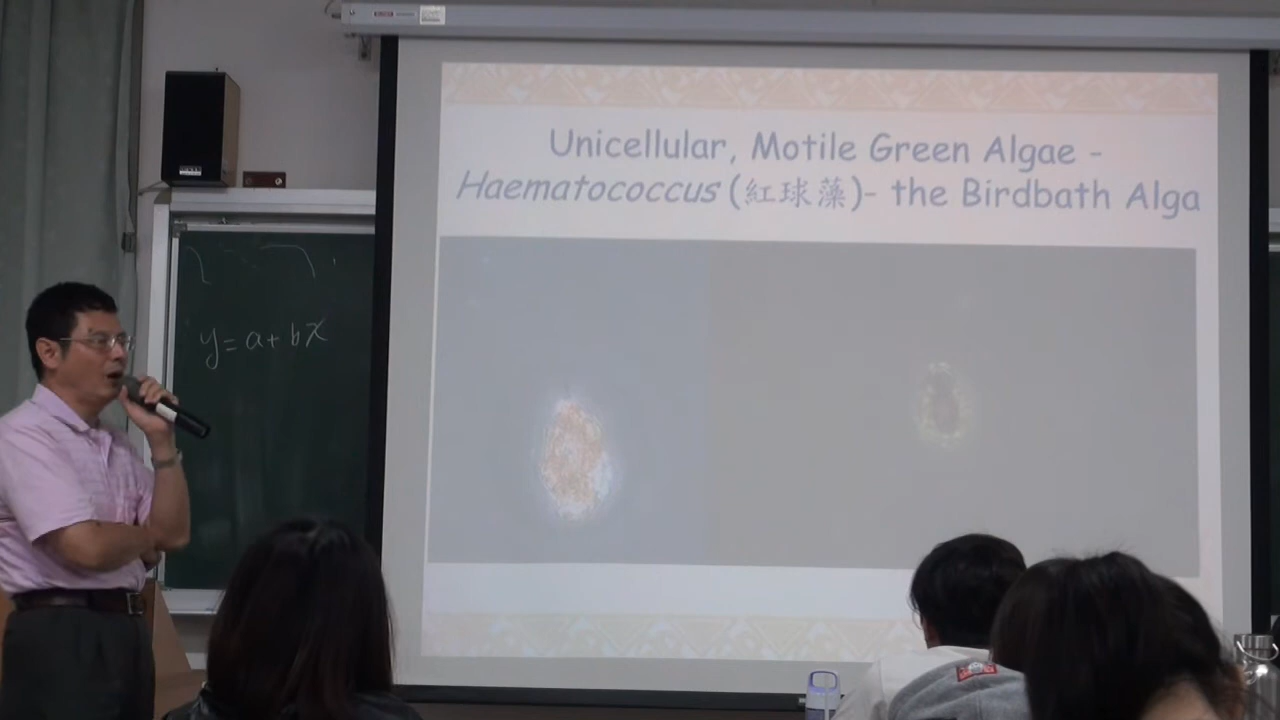 Unicellular, Motile Green Algae -
Haematococcus (紅球藻)- the Birdbath Alga
y=a+bx